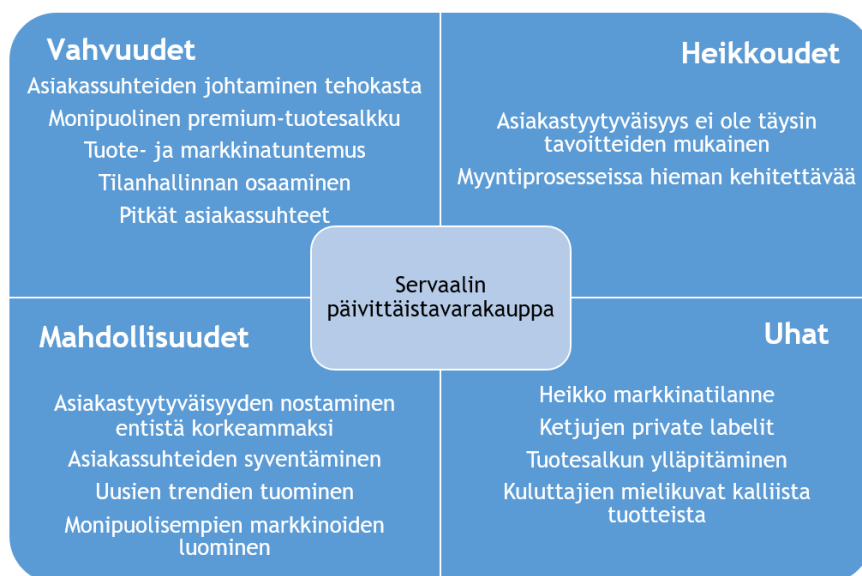 Vahvuudet
Asiakassuhteiden johtaminen tehokasta
Monipuolinen premium-tuotesalkku
Tuote- ja markkinatuntemus
Tilanhallinnan osaaminen
Pitkät asiakassuhteet
Heikkoudet
Asiakastyytyväisyys ei ole täysin
tavoitteiden mukainen
Myyntiprosesseissa hieman kehitettävää
Servaalin
päivittäistavarakauppa
Mahdollisuudet
Asiakastyytyväisyyden nostaminen
entistä korkeammaksi
Asiakassuhteiden syventäminen
Uusien trendien tuominen
Monipuolisempien markkinoiden
luominen
Uhat
Heikko markkinatilanne
Ketjujen private labelit
Tuotesalkun ylläpitäminen
Kuluttajien mielikuvat kalliista
tuotteista